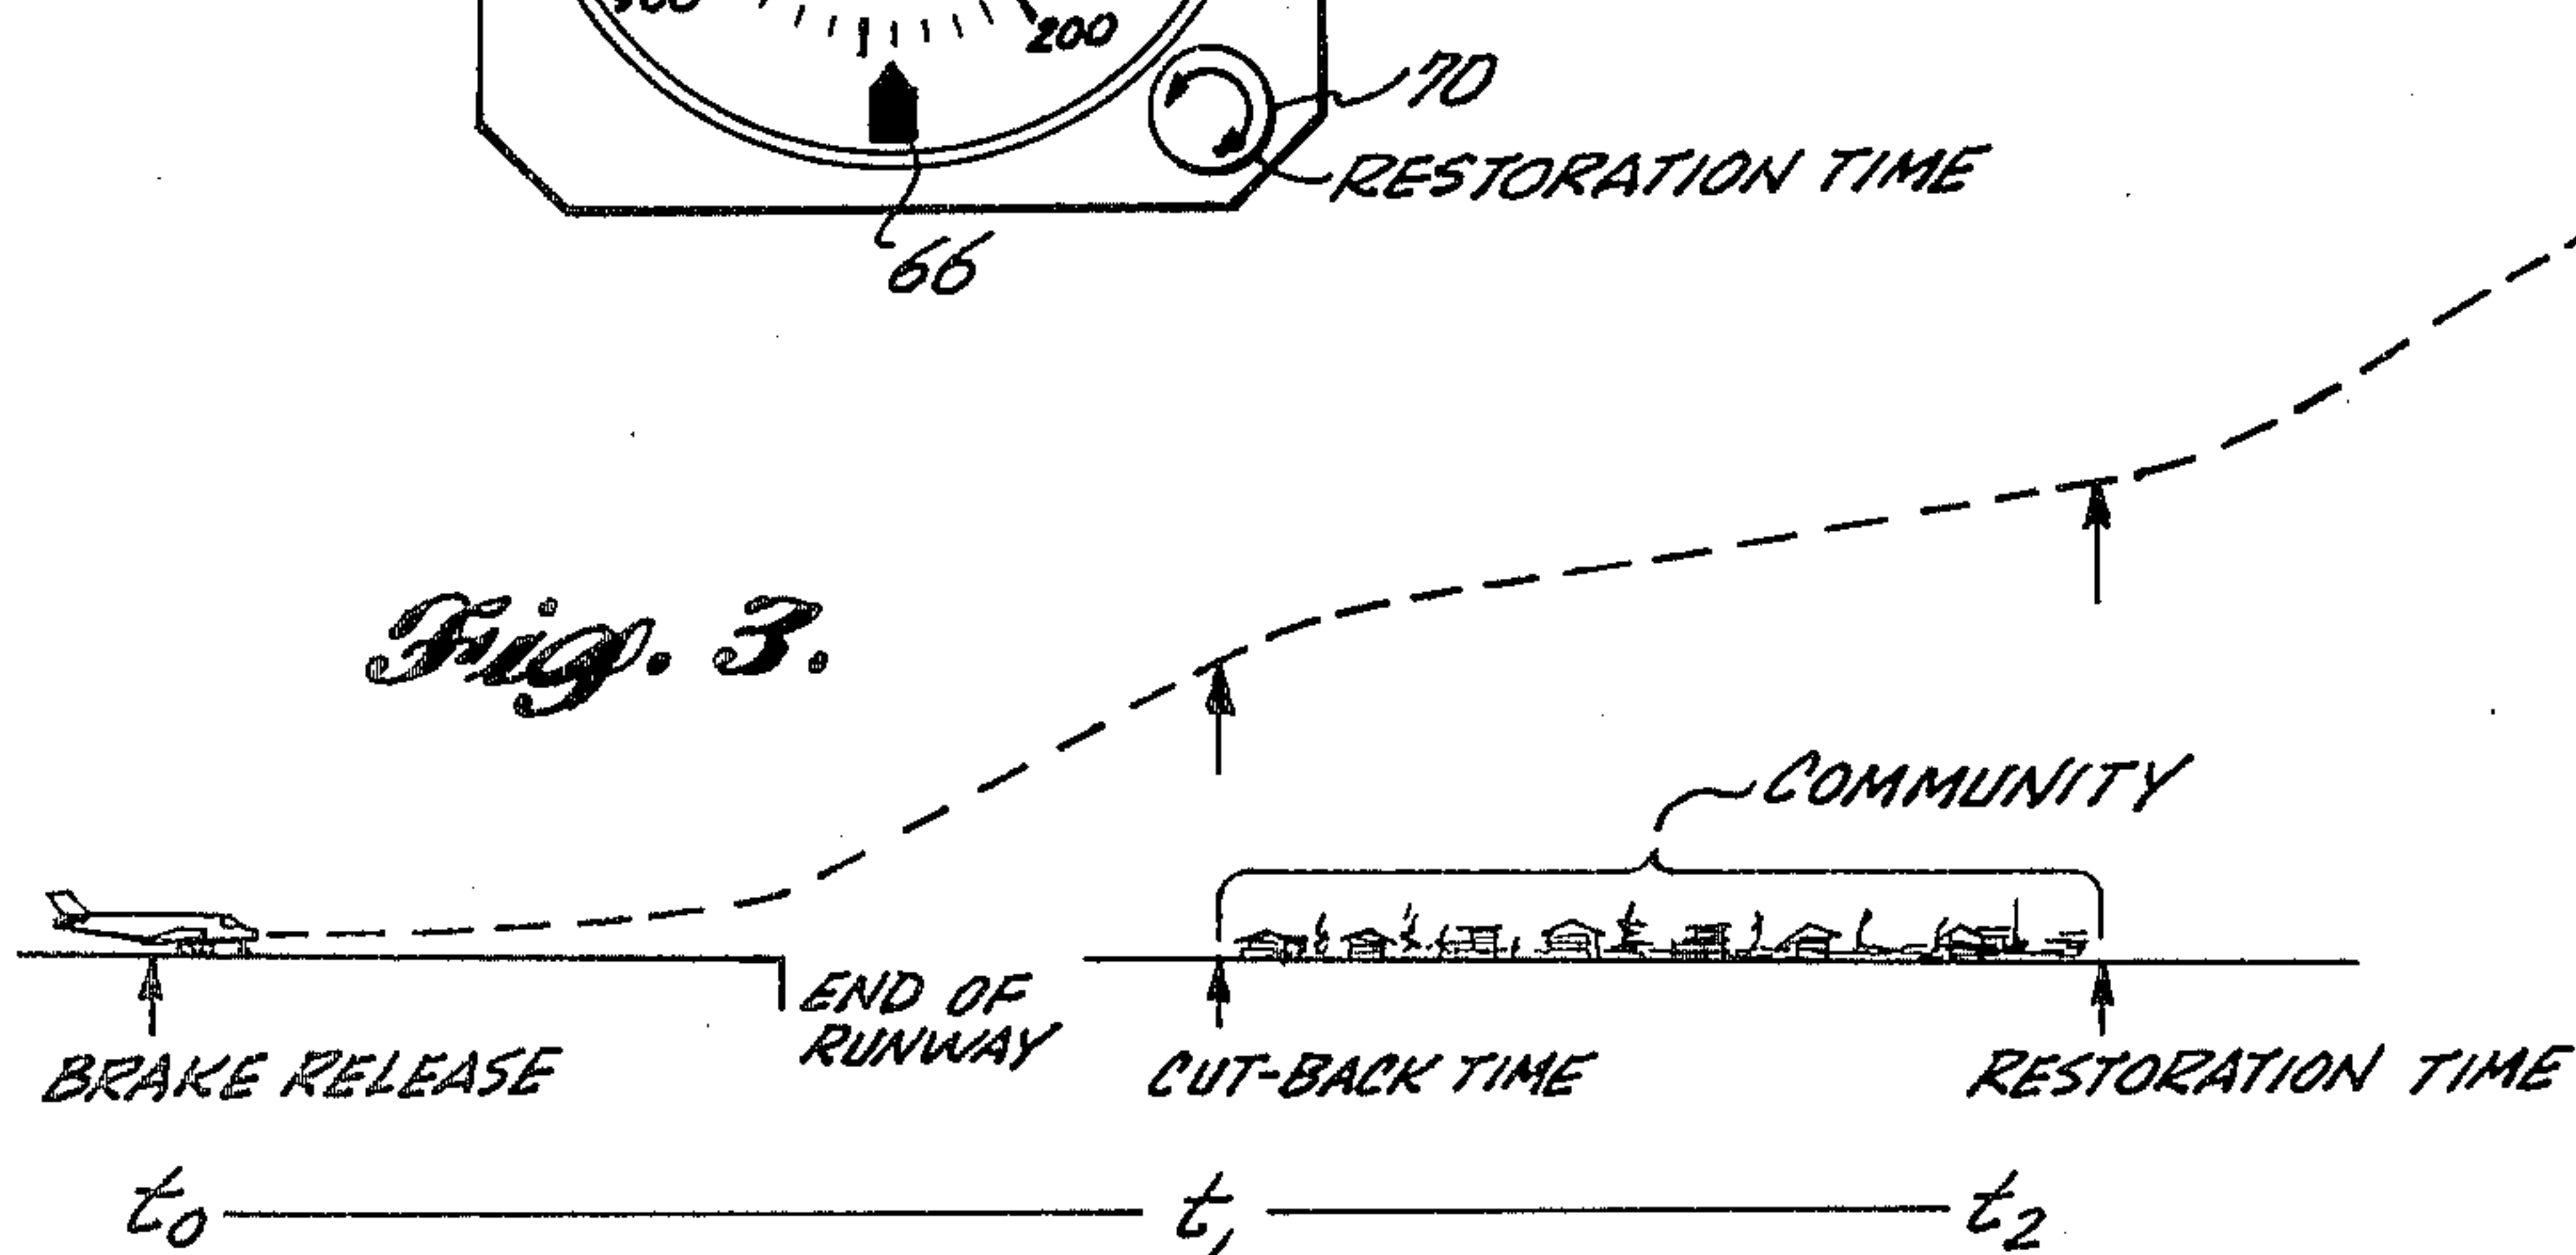 200
70
RESTORATION TIME
66
Fig. 3.
COMMUNITY
END OF
RUNWAY
BRAKE RELEASE
CUT-BACK TIME
RESTORATION TIME
t0
t1
t2